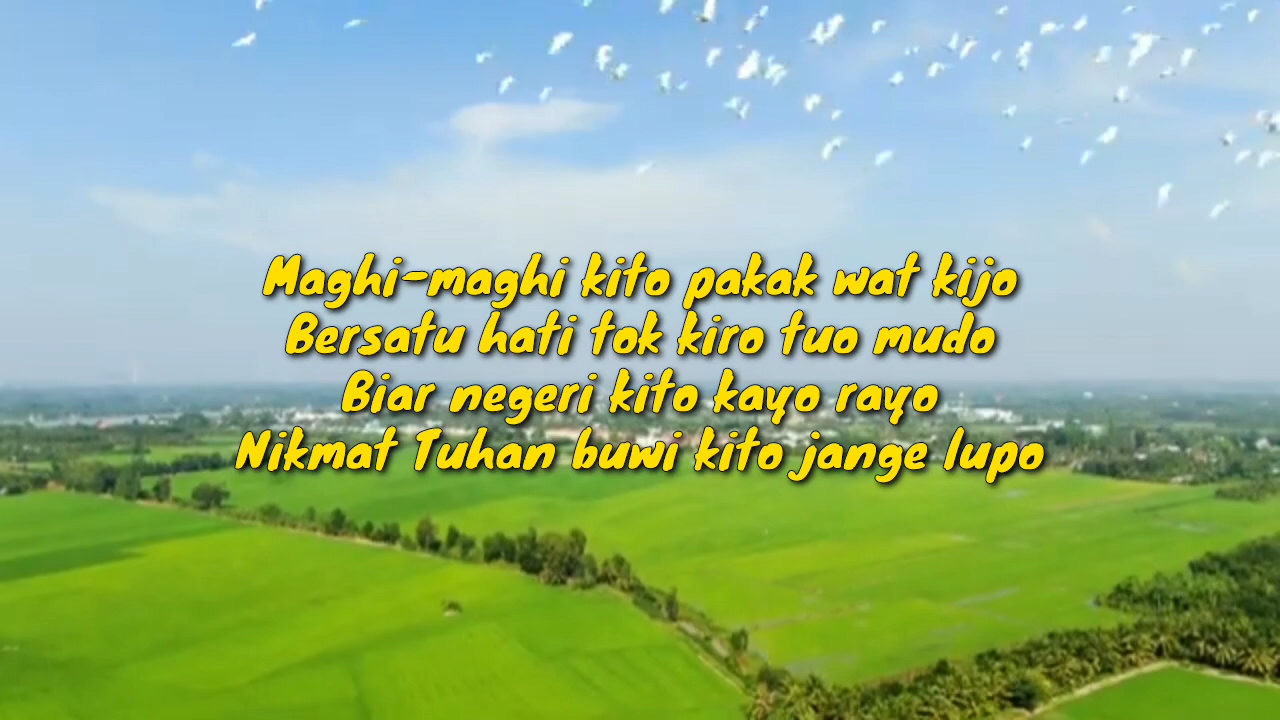 Maghi-maghi kito pakak wat kijo
Bersatu hati tok kiro tuo mudo
Biar negeri kito kayo rayo
Nikmat Tuhan buwi kito jange lupo